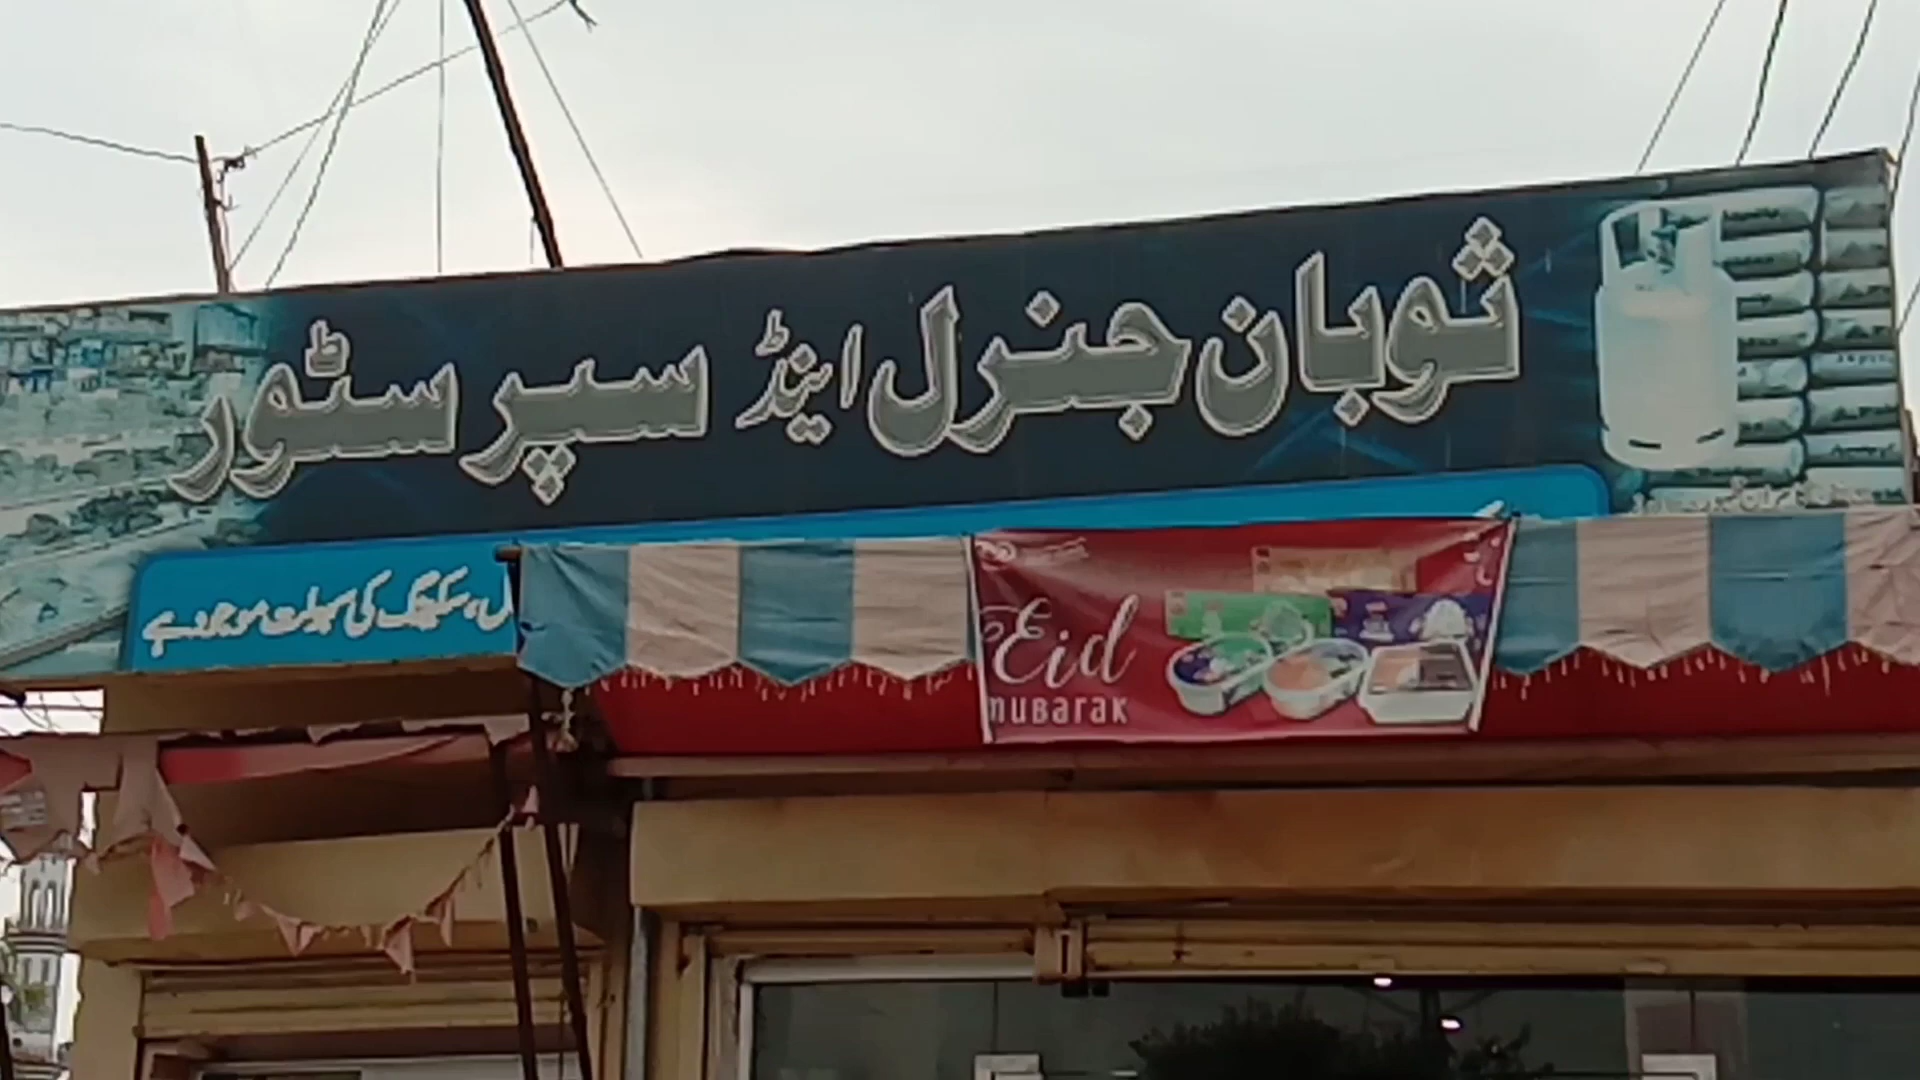 ثوبان جنرل اینڈ سپر سٹور
کی سہولت موجود ہے
Eid
mubarak